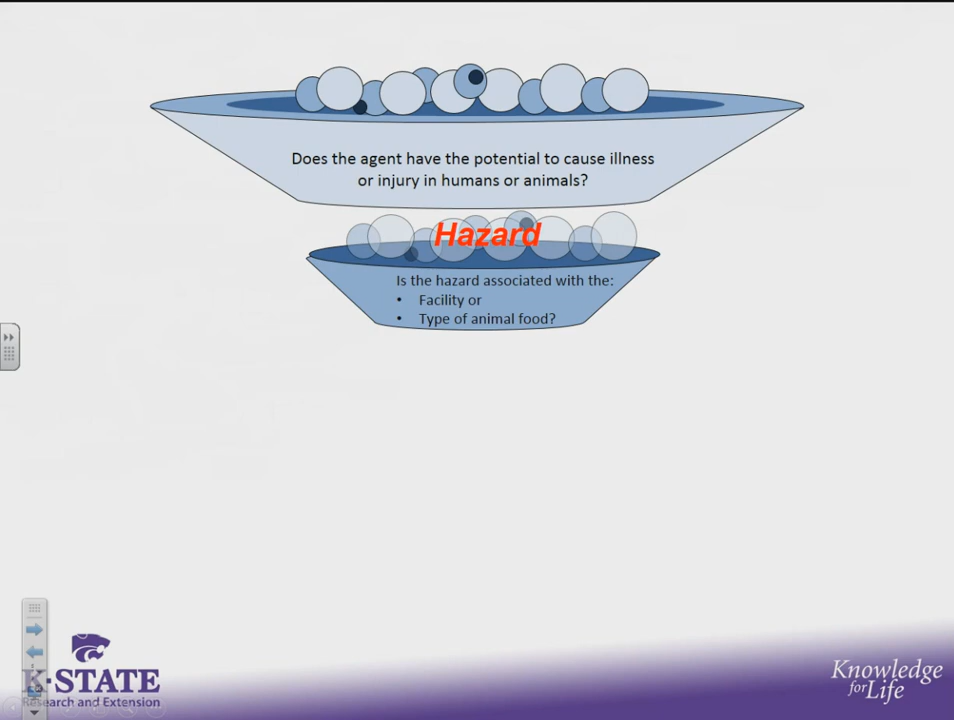 Does the agent have the potential to cause illness
or injury in humans or animals?
Hazard
Is the hazard associated with the:
• Facility or
• Type of animal food?
K-STATE
Research and Extension
Knowledge
for Life